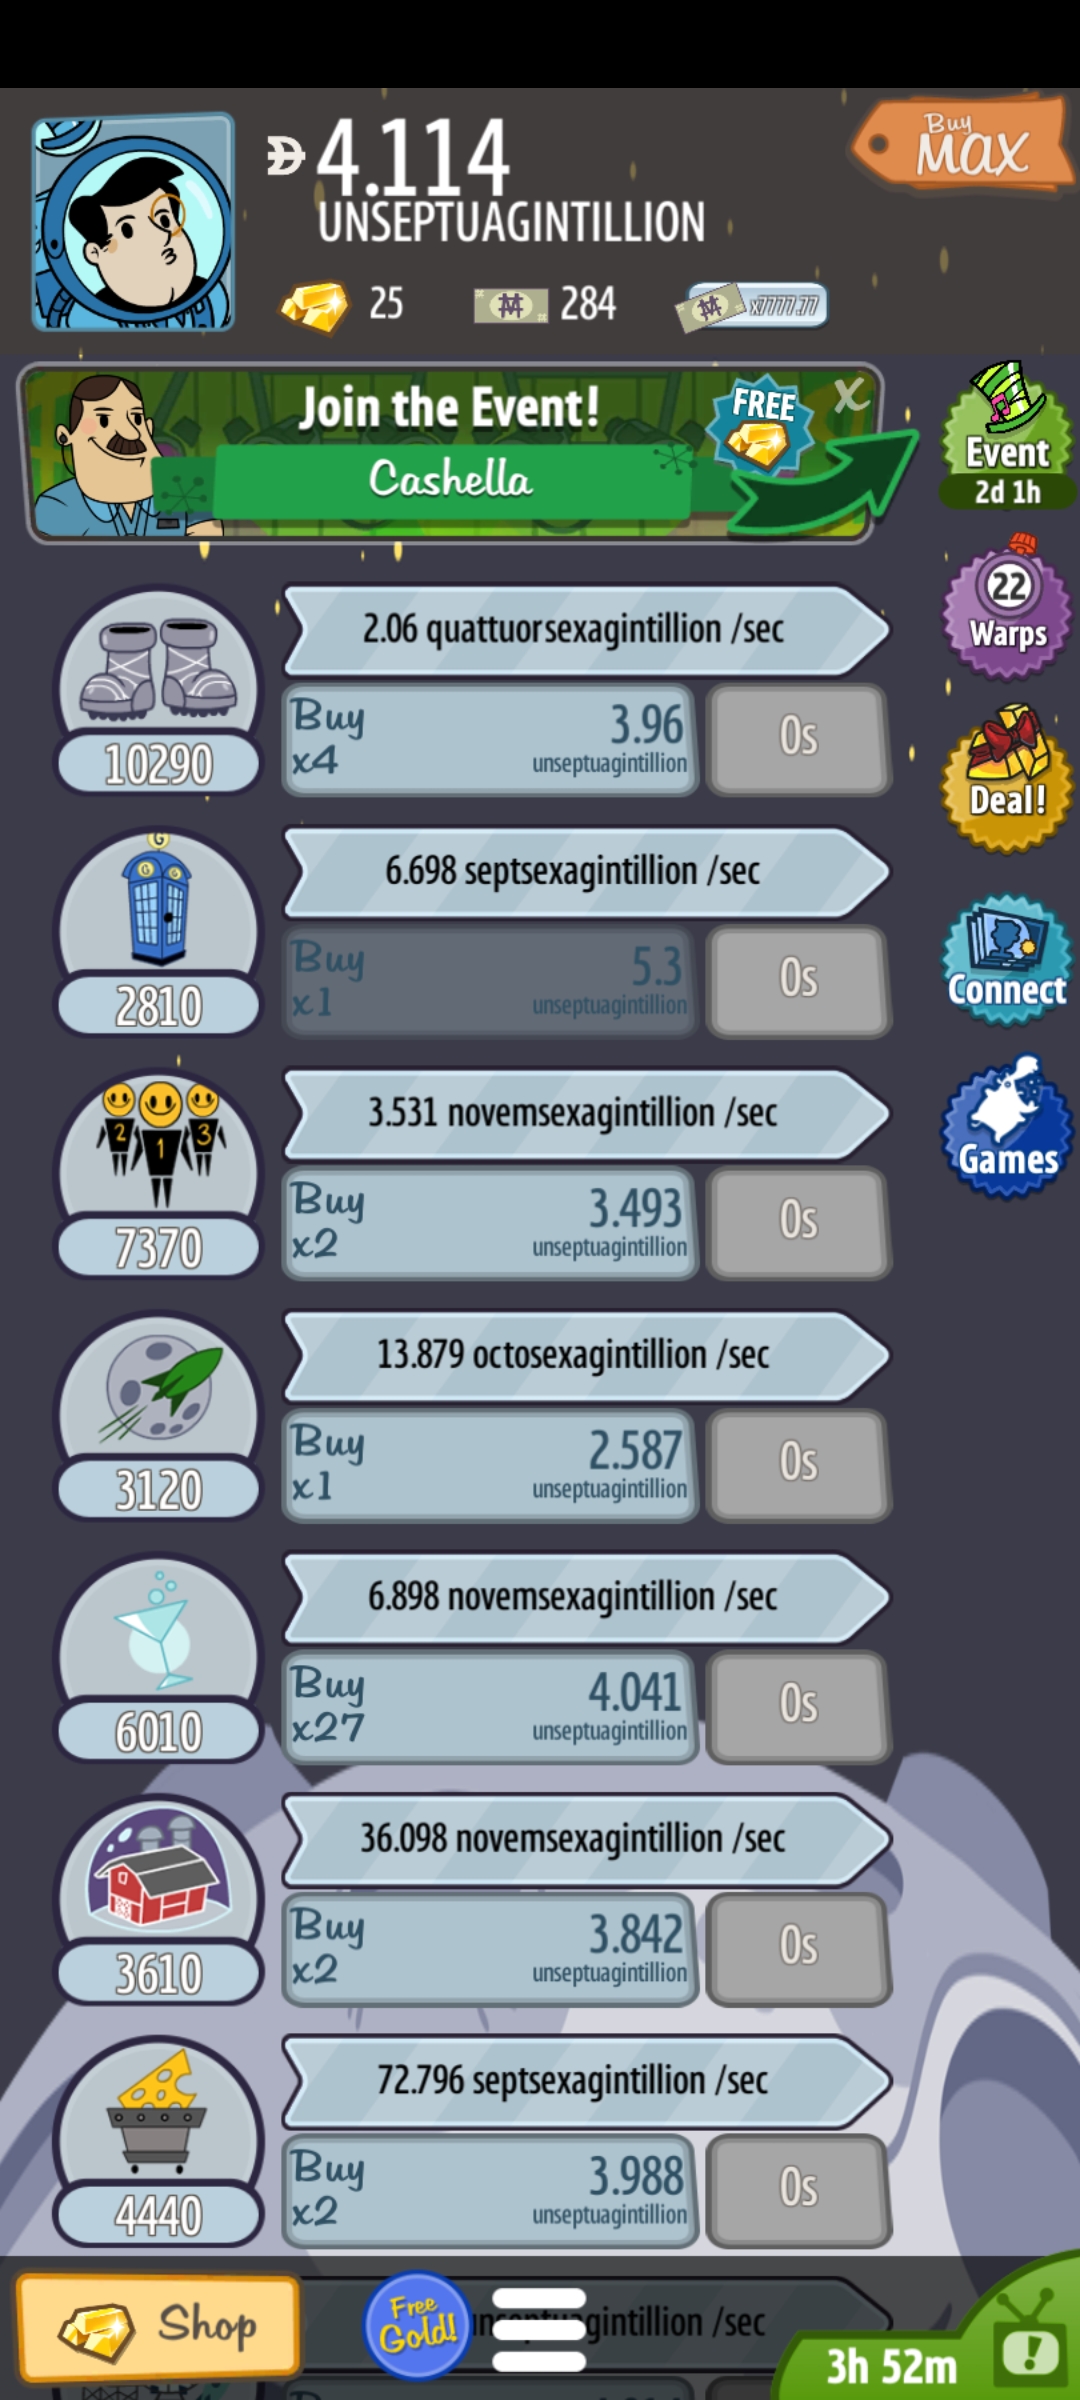 Buy
MAX
4.114
UNSEPTUAGINTILLION
25
284
x7777.77
Join the Event!
FREE
X
Cashella
Event
2d 1h
2.06 quattuorsexagintillion /sec
Buy
x4
3.96
unseptuagintillion
0s
10290
22
Warps
Deal!
6.698 septsexagintillion /sec
Buy
x1
5.3
unseptuagintillion
0s
G
G
G
2810
Connect
3.531 novemsexagintillion /sec
Buy
x2
3.493
unseptuagintillion
0s
2 1 3
7370
Games
13.879 octosexagintillion /sec
Buy
x1
2.587
unseptuagintillion
0s
3120
6.898 novemsexagintillion /sec
Buy
x27
4.041
unseptuagintillion
0s
6010
36.098 novemsexagintillion /sec
Buy
x2
3.842
unseptuagintillion
0s
3610
72.796 septsexagintillion /sec
Buy
x2
3.988
unseptuagintillion
0s
4440
Shop
Free
Gold!
/sec
3h 52m
!